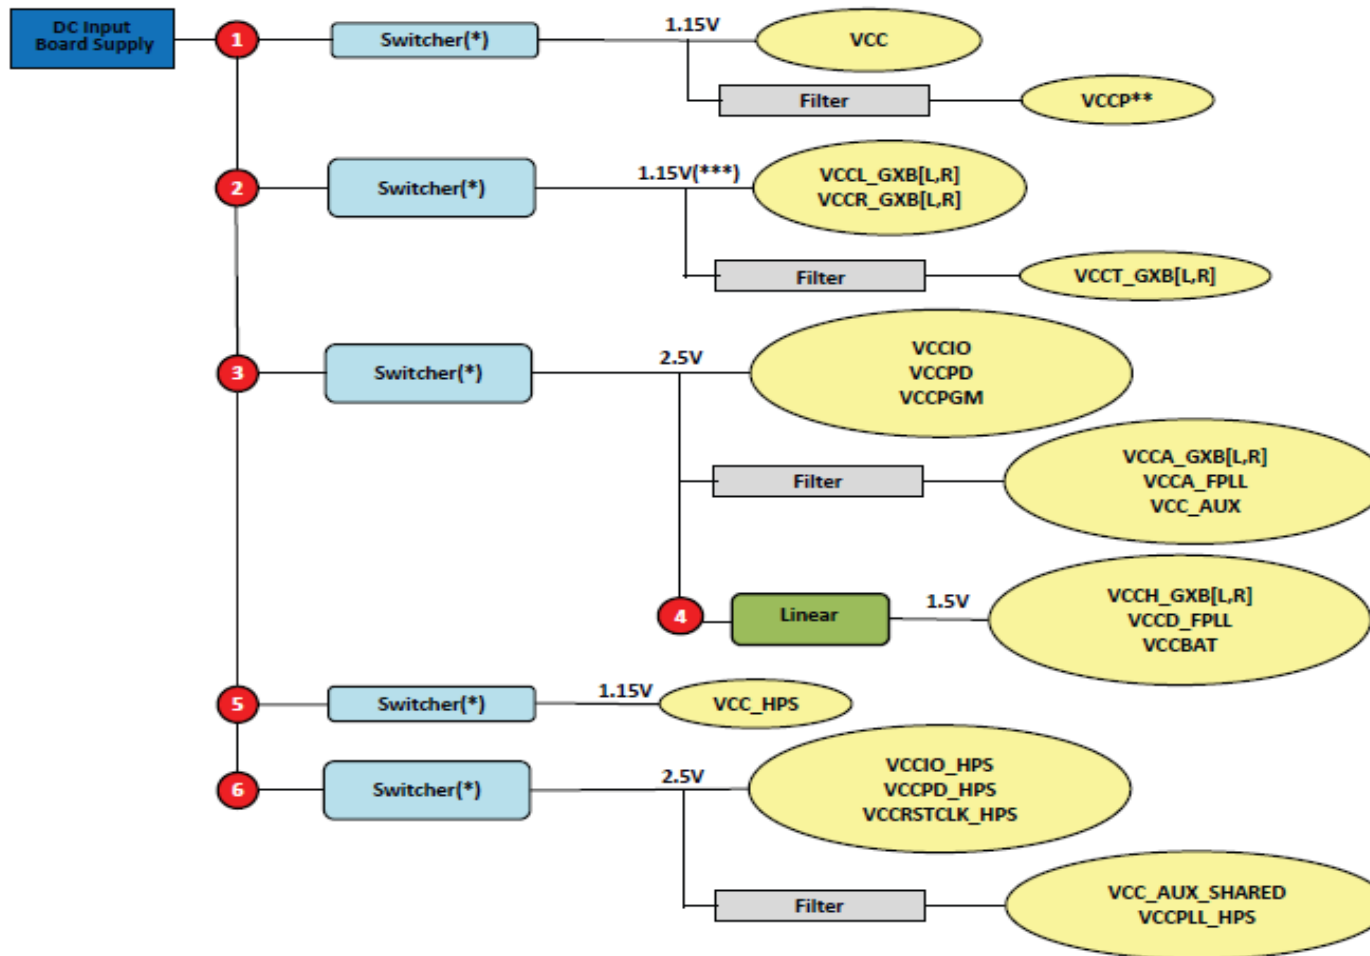 DC Input
Board Supply
1
Switcher(*)
1.15V
VCC
Filter
VCCP**
2
Switcher(*)
1.15V(***)
VCCL_GXB[L,R]
VCCR_GXB[L,R]
Filter
VCCT_GXB[L,R]
3
Switcher(*)
2.5V
VCCIO
VCCPD
VCCPGM
Filter
VCCA_GXB[L,R]
VCCA_FPLL
VCC_AUX
4
Linear
1.5V
VCCH_GXB[L,R]
VCCD_FPLL
VCCBAT
5
Switcher(*)
1.15V
VCC_HPS
6
Switcher(*)
2.5V
VCCIO_HPS
VCCPD_HPS
VCCRSTCLK_HPS
Filter
VCC_AUX_SHARED
VCCPLL_HPS